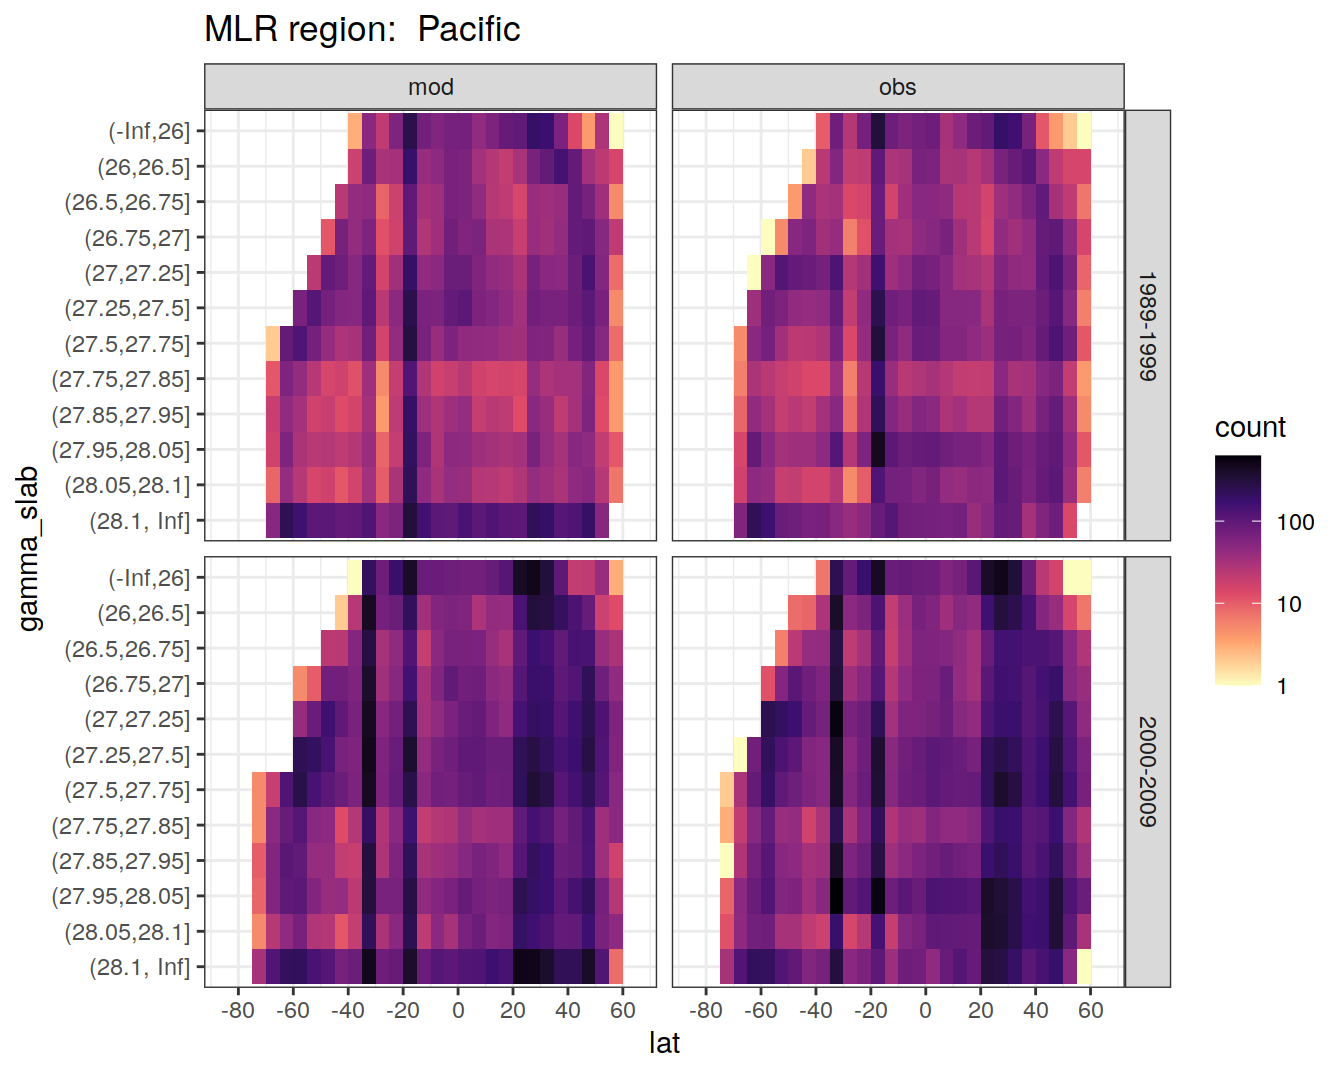 MLR region:  Pacific
mod
obs
(-Inf,26]
(26,26.5]
(26.5,26.75]
(26.75,27]
(27,27.25]
(27.25,27.5]
(27.5,27.75]
(27.75,27.85]
(27.85,27.95]
(27.95,28.05]
(28.05,28.1]
(28.1, Inf]
1989-1999
(-Inf,26]
(26,26.5]
(26.5,26.75]
(26.75,27]
(27,27.25]
(27.25,27.5]
(27.5,27.75]
(27.75,27.85]
(27.85,27.95]
(27.95,28.05]
(28.05,28.1]
(28.1, Inf]
2000-2009
gamma_slab
-80 -60 -40 -20 0 20 40 60
-80 -60 -40 -20 0 20 40 60
lat
count
100
10
1